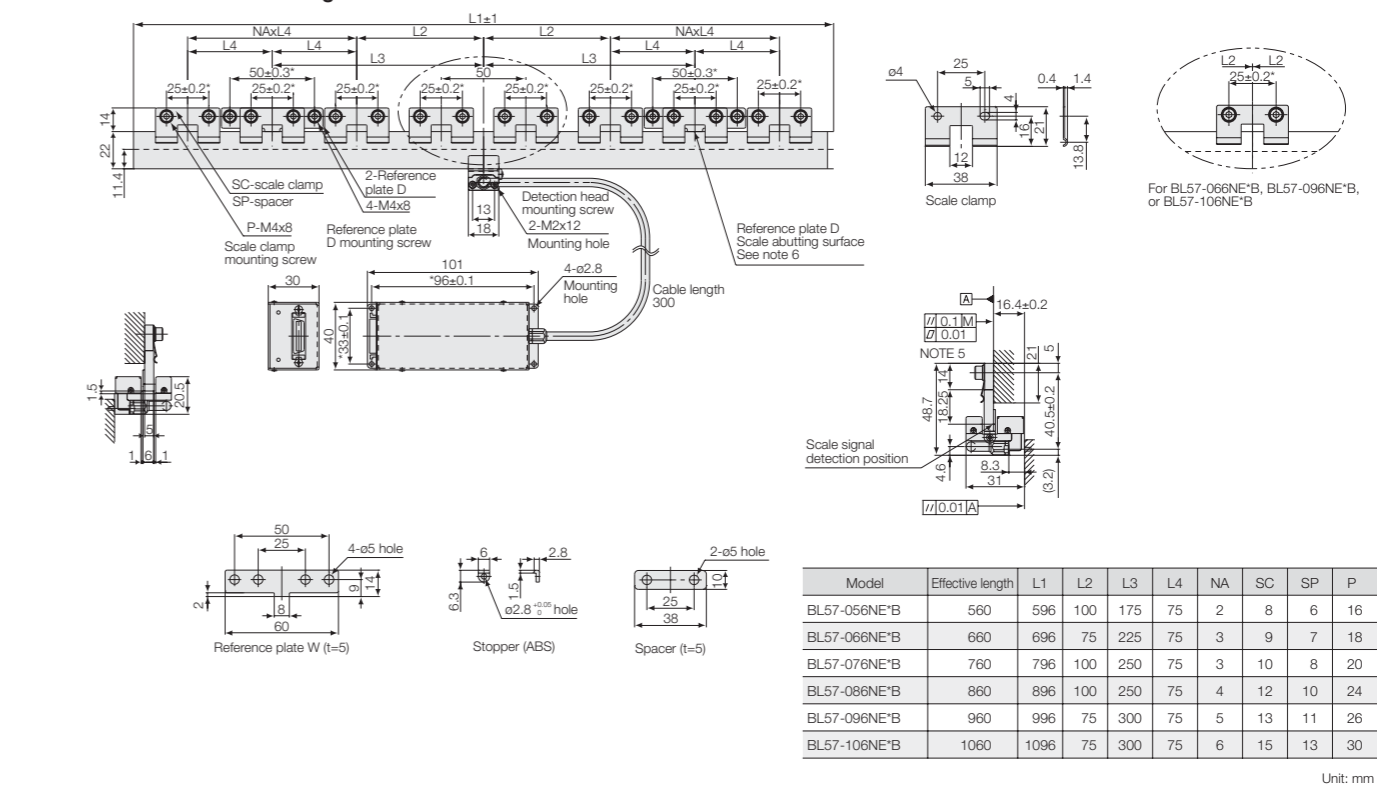 L1±1
NAxL4
L2
L2
NAxL4
L4
L4
L4
L4
L3
L3
50±0.3*
50
50±0.3*
25±0.2*
25±0.2*
25±0.2*
25±0.2*
25±0.2*
25±0.2*
25±0.2*
25±0.2*
14
22
11.4
SC-scale clamp
SP-spacer
P-M4x8
Scale clamp
mounting screw
2-Reference
plate D
4-M4x8
Reference plate
D mounting screw
13
18
Detection head
mounting screw
2-M2x12
Mounting hole
Reference plate D
Scale abutting surface
See note 6
Cable length
300
ø4
25
5
4
16
21
12
38
0.4
1.4
13.8
Scale clamp
L2
L2
25±0.2*
For BL57-066NE*B, BL57-096NE*B,
or BL57-106NE*B
30
101
*96±0.1
40
*33±0.1
4-ø2.8
Mounting
hole
1.5
20.5
5
1
6
1
A
16.4±0.2
// 0.1 M
0.01
NOTE 5
48.7
14
18.25
4.6
21
5
40.5±0.2
(3.2)
8.3
31
Scale signal
detection position
// 0.01 A
50
25
4-ø5 hole
2
8
9
14
60
Reference plate W (t=5)
6
2.8
6.3
1.5
ø2.8 +0.05 0 hole
Stopper (ABS)
2-ø5 hole
10
25
38
Spacer (t=5)
Model Effective length L1 L2 L3 L4 NA SC SP P
BL57-056NE*B 560 596 100 175 75 2 8 6 16
BL57-066NE*B 660 696 75 225 75 3 9 7 18
BL57-076NE*B 760 796 100 250 75 3 10 8 20
BL57-086NE*B 860 896 100 250 75 4 12 10 24
BL57-096NE*B 960 996 75 300 75 5 13 11 26
BL57-106NE*B 1060 1096 75 300 75 6 15 13 30
Unit: mm